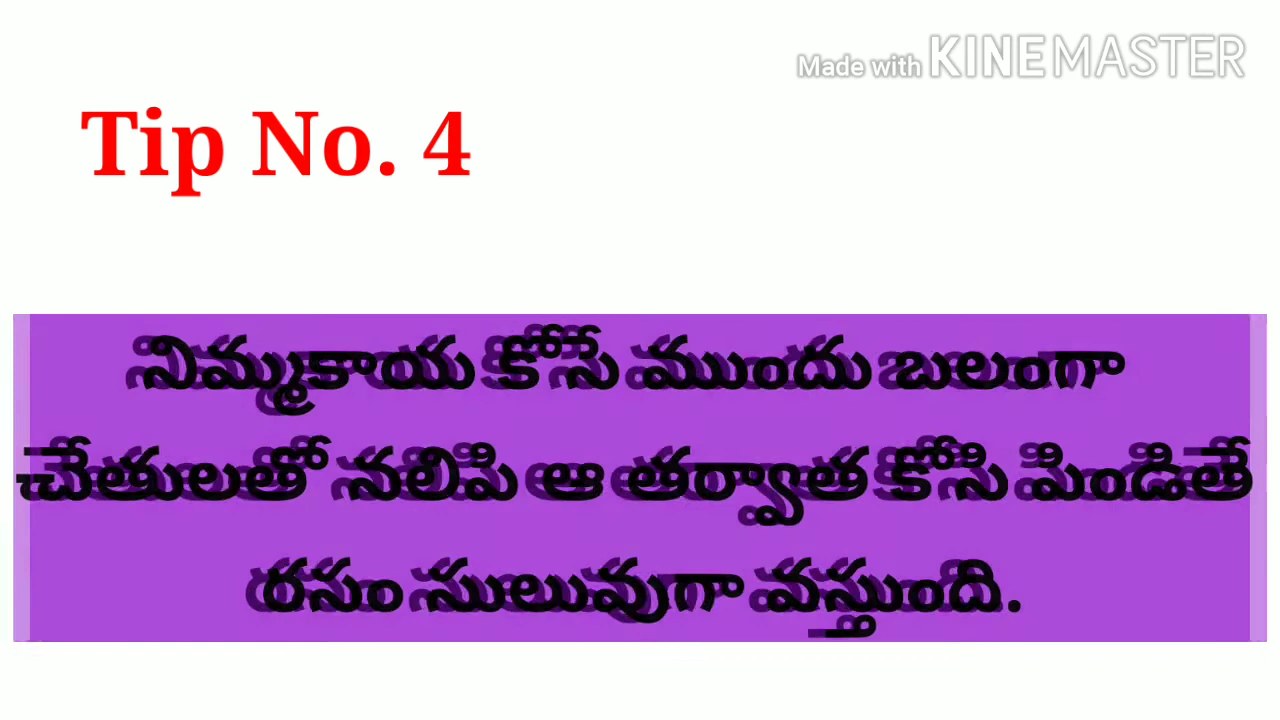 Made with KINEMASTER
Tip No. 4
నిమ్మకాయ కోసే ముందు బలంగా
చేతులతో నలిపి ఆ తర్వాత కోసి పిండితే
రసం సులువుగా వస్తుంది.